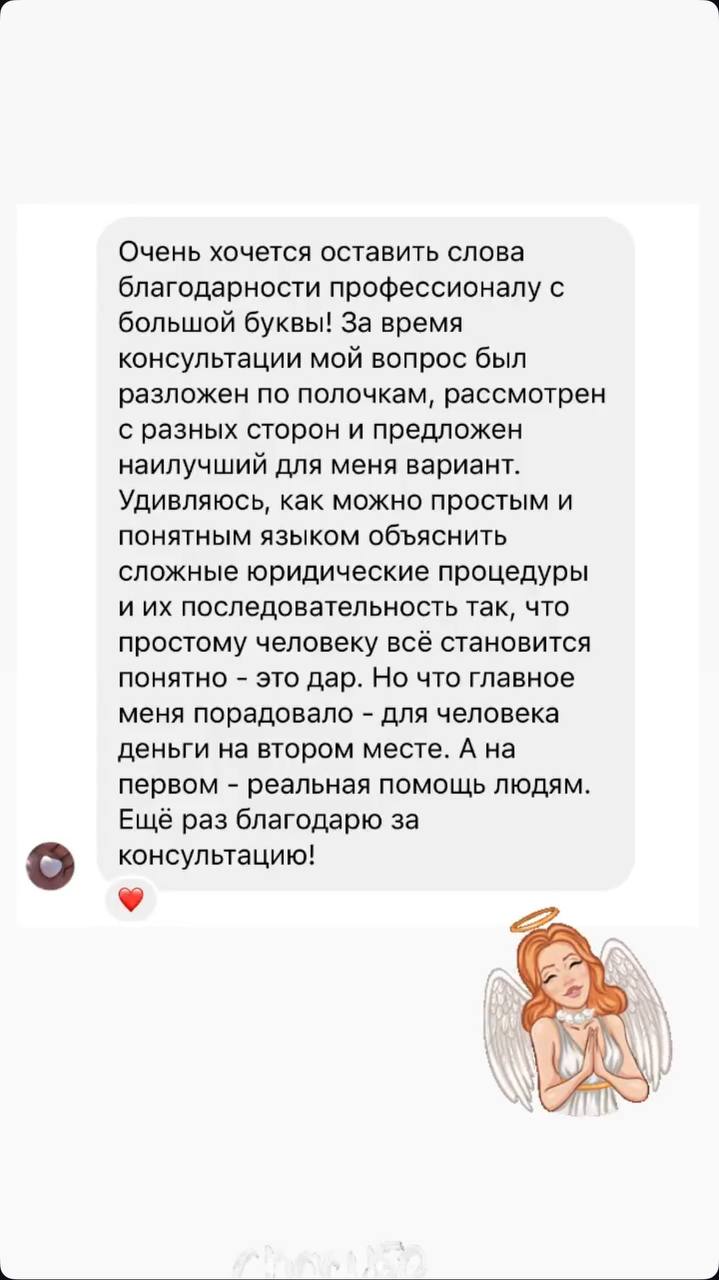 Очень хочется оставить слова
благодарности профессионалу с
большой буквы! За время
консультации мой вопрос был
разложен по полочкам, рассмотрен
с разных сторон и предложен
наилучший для меня вариант.
Удивляюсь, как можно простым и
понятным языком объяснить
сложные юридические процедуры
и их последовательность так, что
простому человеку всё становится
понятно - это дар. Но что главное
меня порадовало - для человека
деньги на втором месте. А на
первом - реальная помощь людям.
Ещё раз благодарю за
консультацию!